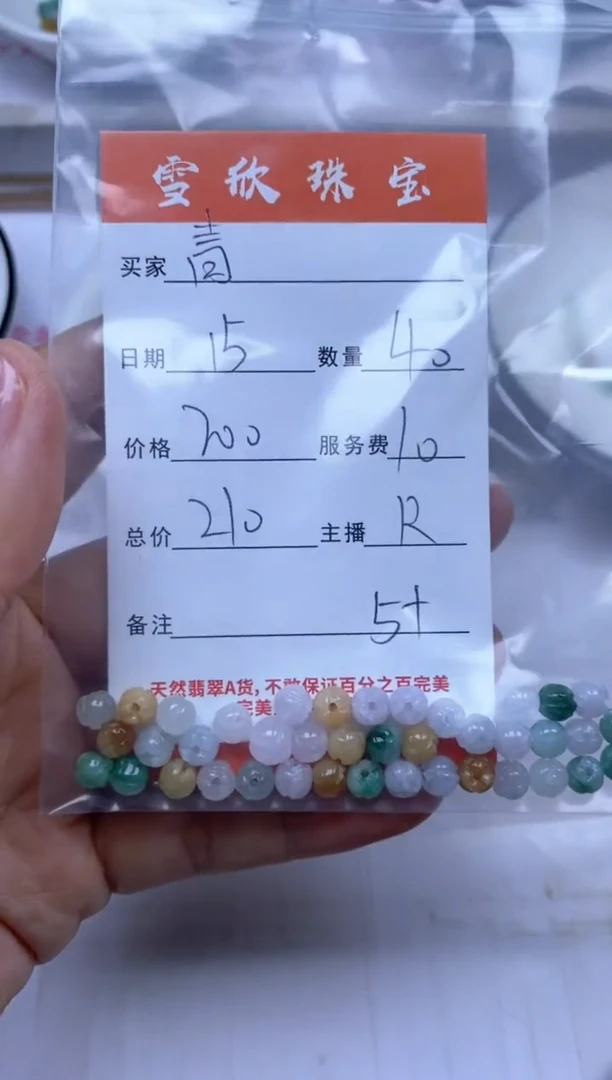 雪欣珠宝
买家
日期 15 数量 40
价格 200 服务费 10
总价 210 主播 R
备注 5+
天然翡翠A货，不敢保证百分之百完美
完美